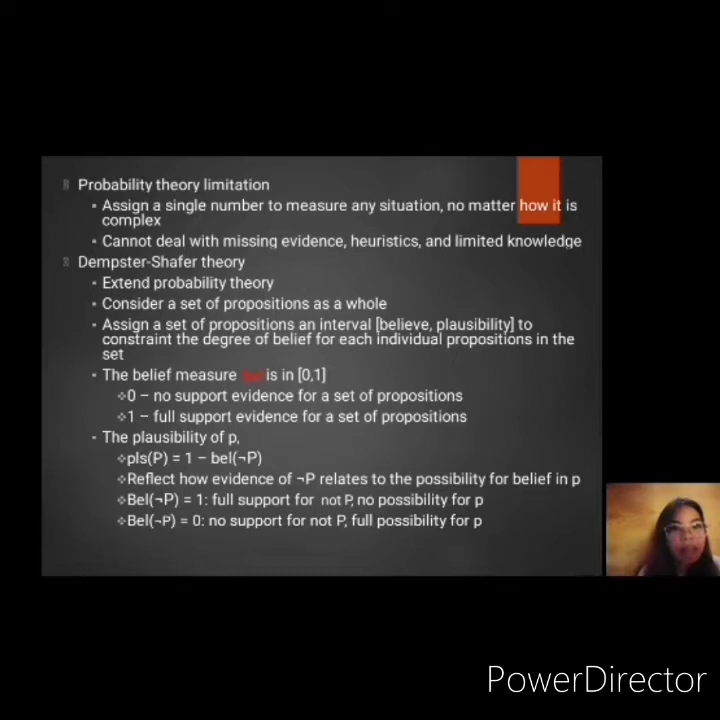 Probability theory limitation
Assign a single number to measure any situation, no matter how it is
complex
Cannot deal with missing evidence, heuristics, and limited knowledge
Dempster-Shafer theory
Extend probability theory
Consider a set of propositions as a whole
Assign a set of propositions an interval [believe, plausibility] to
constraint the degree of belief for each individual propositions in the
set
The belief measure is in [0,1]
0 – no support evidence for a set of propositions
1 – full support evidence for a set of propositions
The plausibility of p,
pls(P) = 1 – bel(¬P)
Reflect how evidence of ¬P relates to the possibility for belief in p
Bel(¬P) = 1: full support for not P, no possibility for p
Bel(¬P) = 0: no support for not P, full possibility for p
PowerDirector